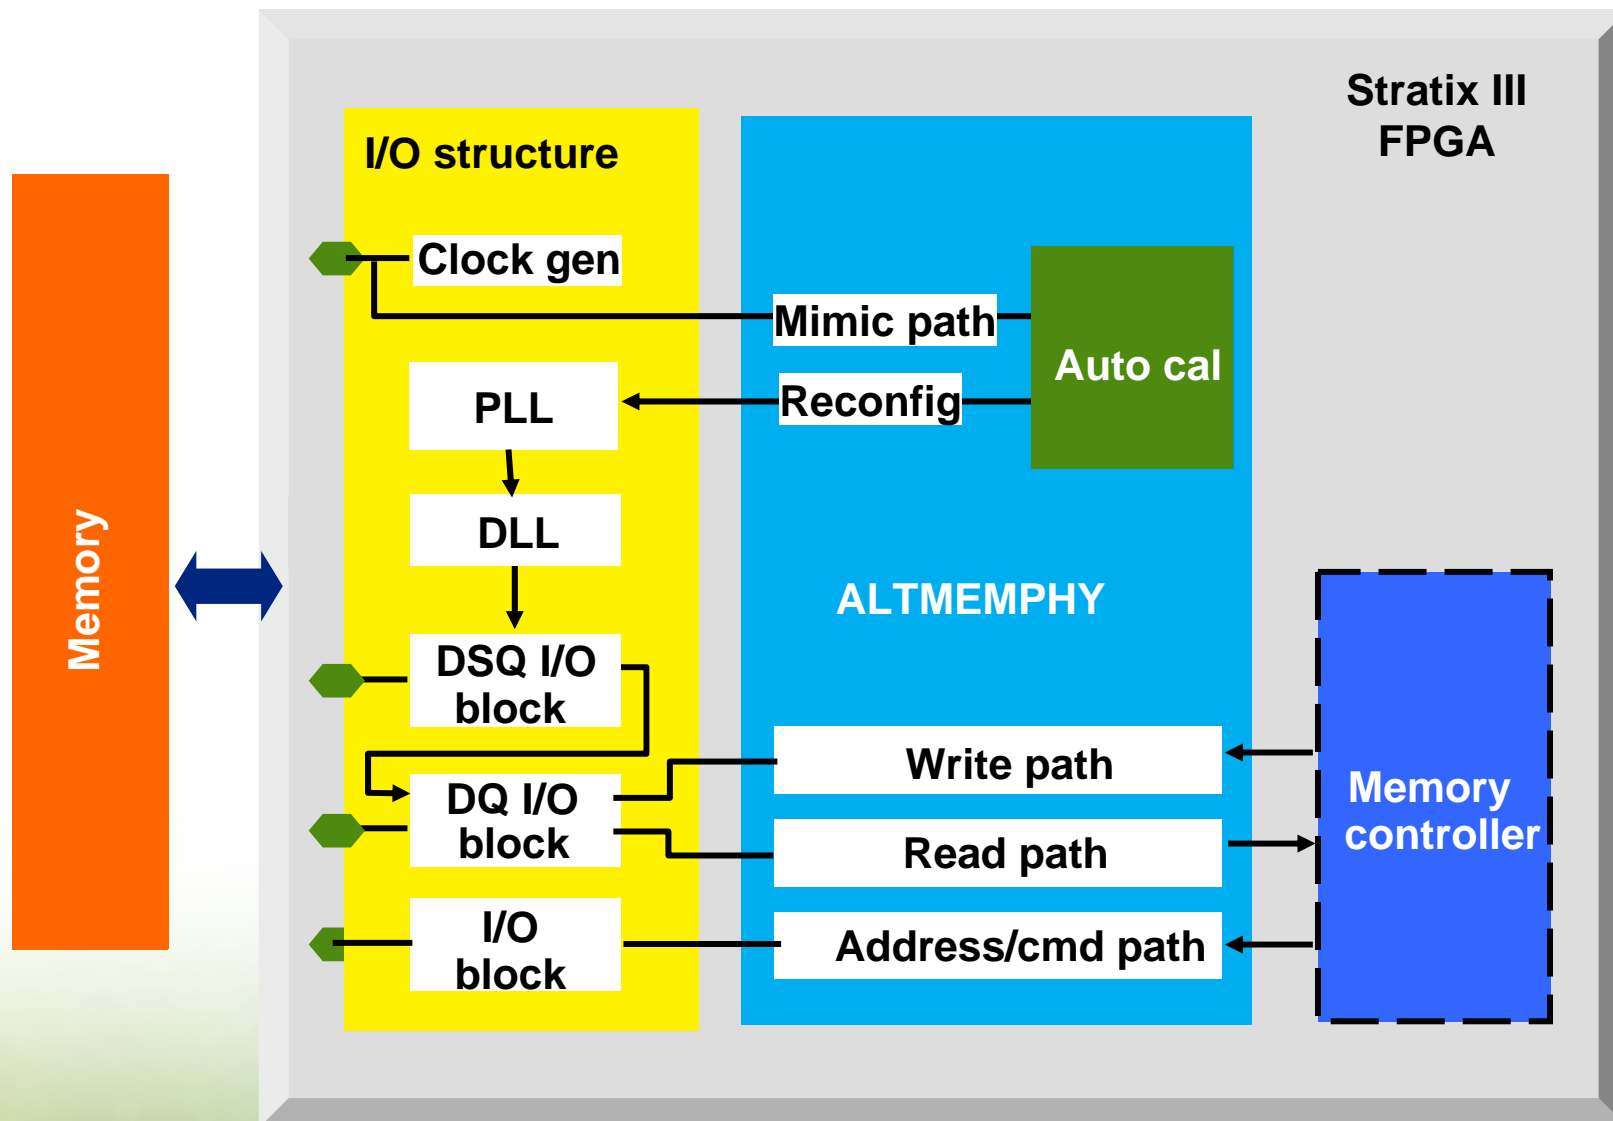 Stratix III
FPGA
I/O structure
Clock gen
Mimic path
Auto cal
Reconfig
PLL
DLL
Memory
ALTMEMPHY
DSQ I/O
block
Write path
Memory
controller
DQ I/O
block
Read path
I/O
block
Address/cmd path